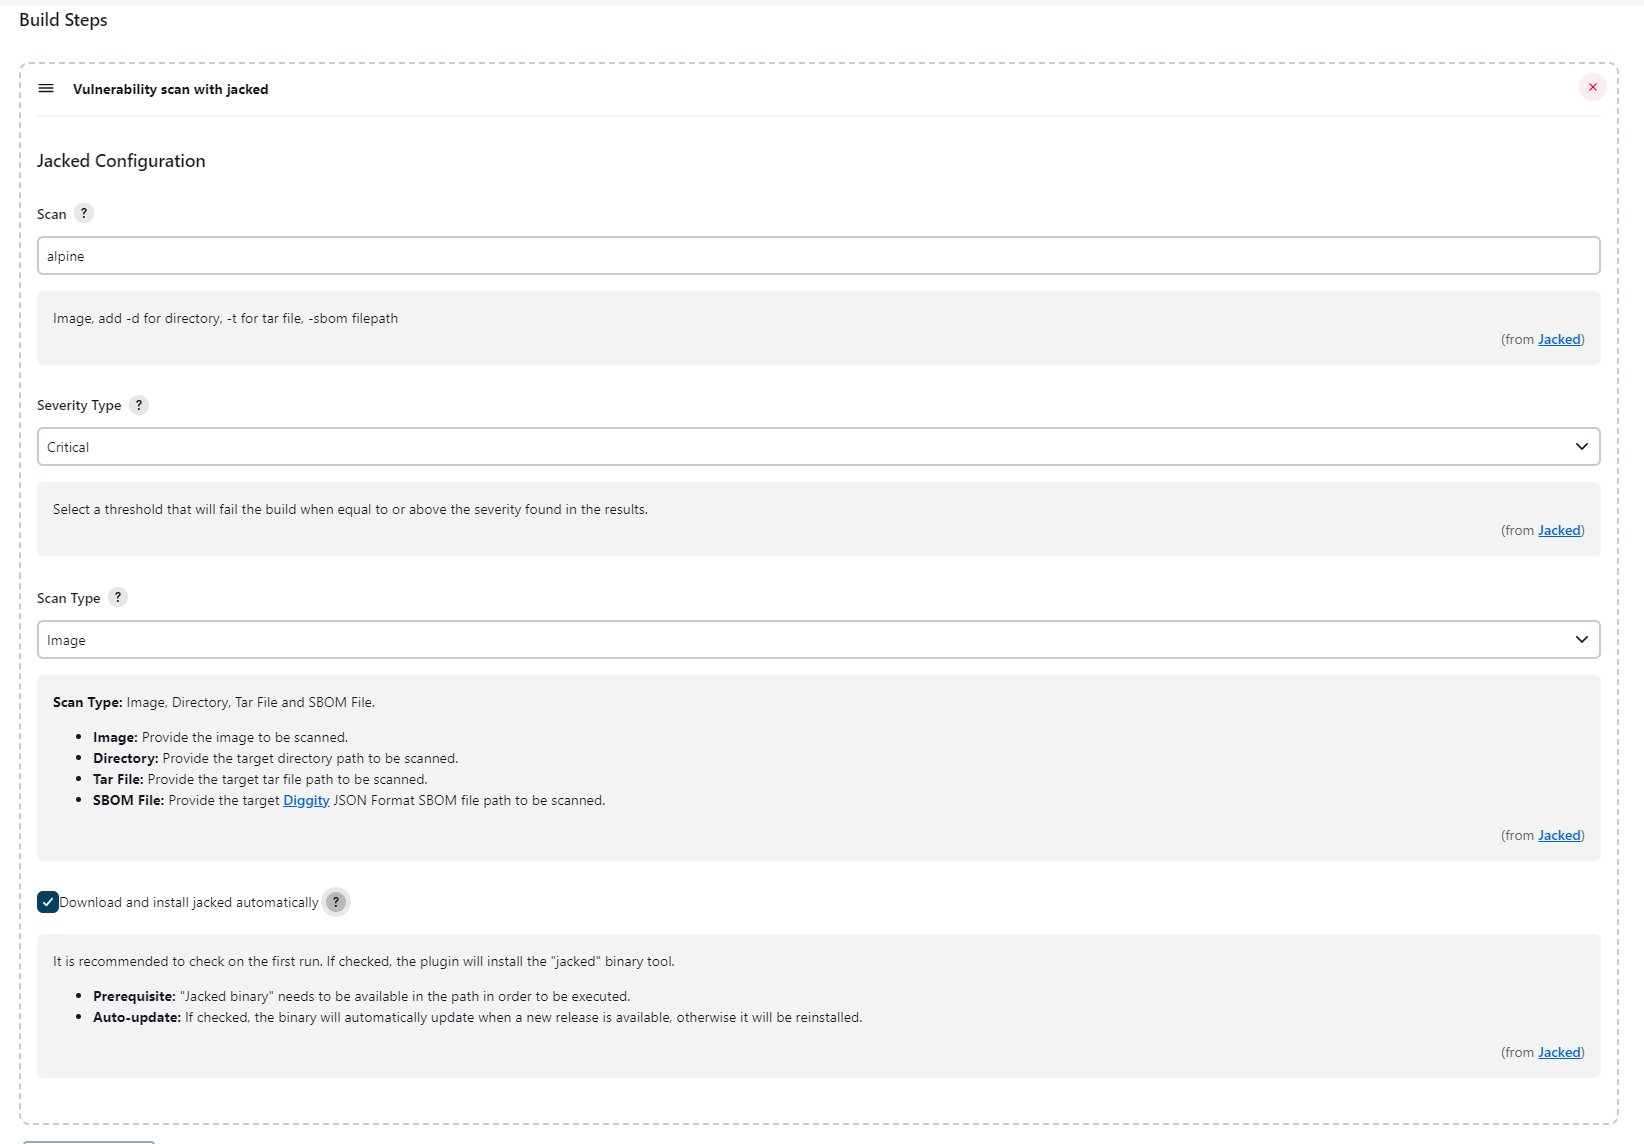 Build Steps
Vulnerability scan with jacked
Jacked Configuration
Scan ?
alpine
Image, add -d for directory, -t for tar file, -sbom filepath
(from Jacked)
Severity Type ?
Critical
Select a threshold that will fail the build when equal to or above the severity found in the results.
(from Jacked)
Scan Type ?
Image
Scan Type: Image, Directory, Tar File and SBOM File.
• Image: Provide the image to be scanned.
• Directory: Provide the target directory path to be scanned.
• Tar File: Provide the target tar file path to be scanned.
• SBOM File: Provide the target Diggity JSON Format SBOM file path to be scanned.
(from Jacked)
Download and install jacked automatically ?
It is recommended to check on the first run. If checked, the plugin will install the "jacked" binary tool.
• Prerequisite: "Jacked binary" needs to be available in the path in order to be executed.
• Auto-update: If checked, the binary will automatically update when a new release is available, otherwise it will be reinstalled.
(from Jacked)